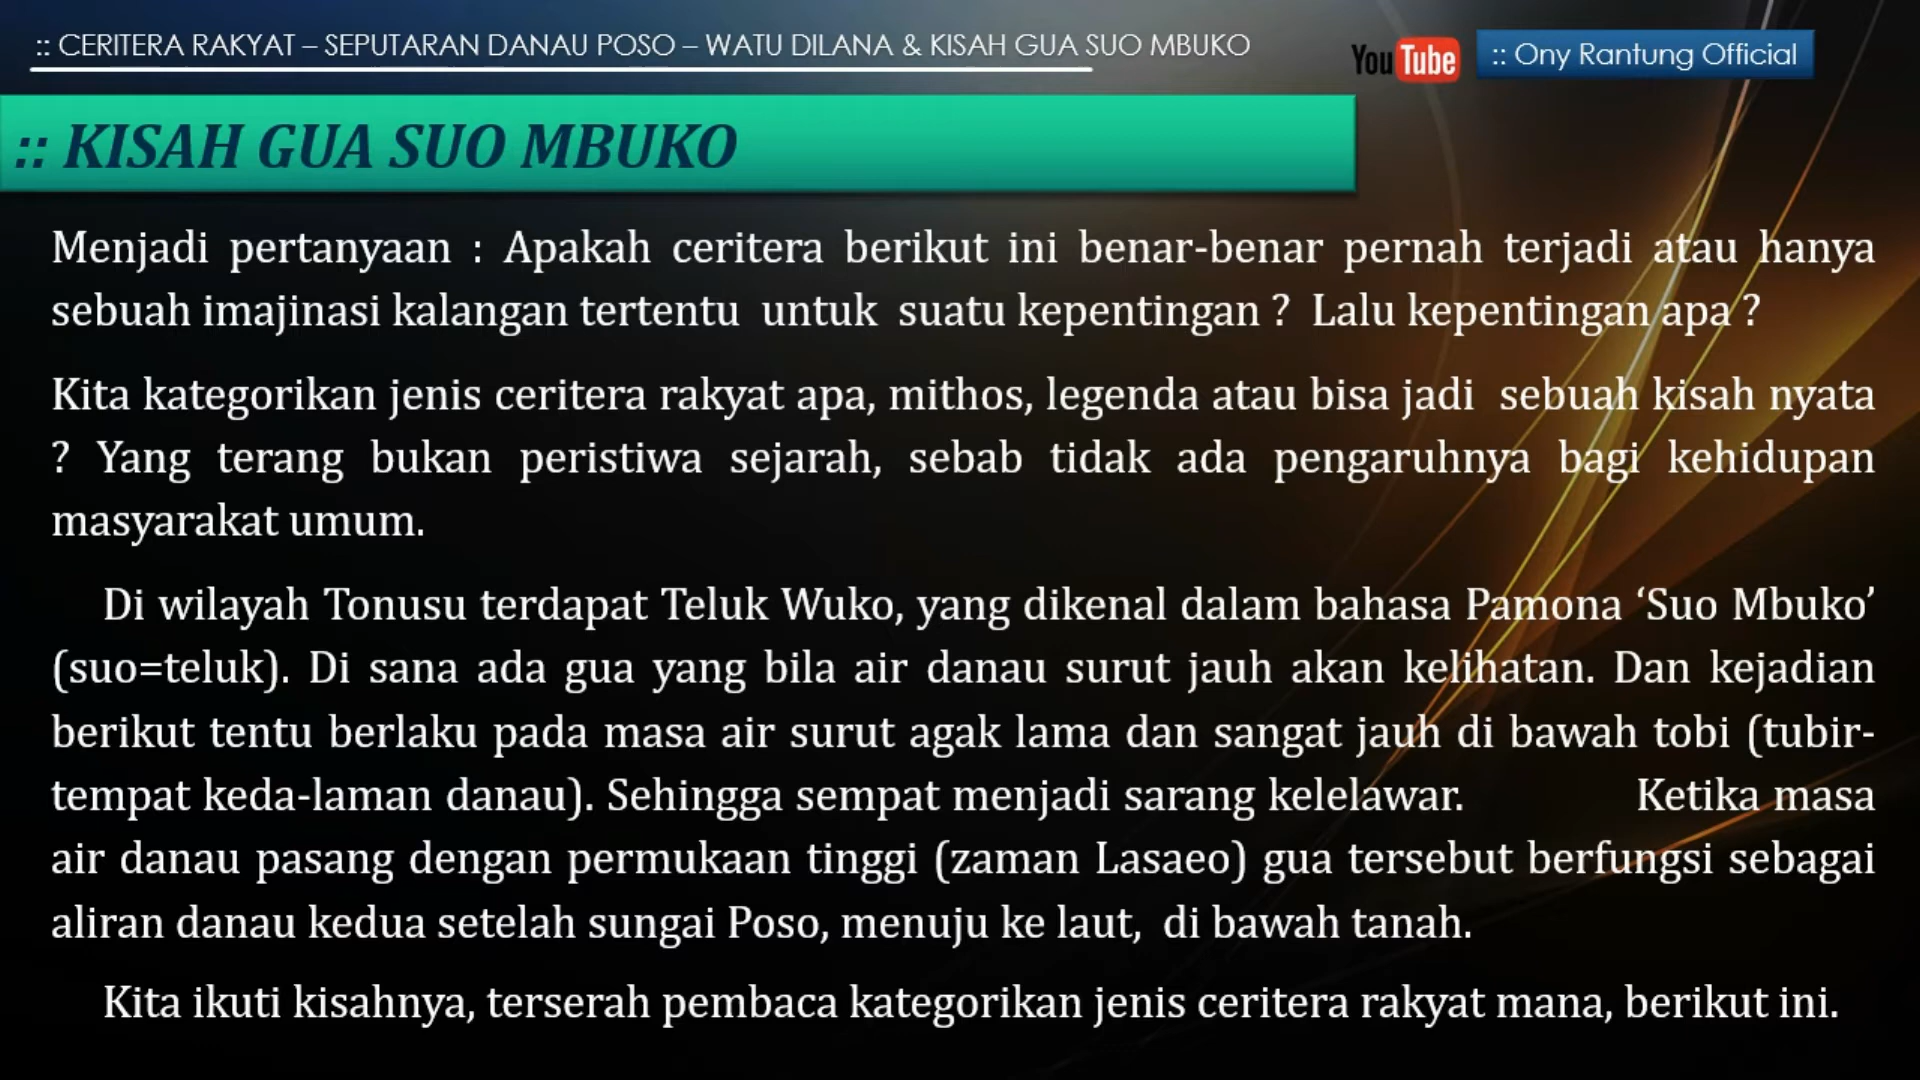 :: CERITERA RAKYAT – SEPUTARAN DANAU POSO – WATU DILANA & KISAH GUA SUO MBUKO
YouTube :: Ony Rantung Official
:: KISAH GUA SUO MBUKO
Menjadi pertanyaan : Apakah ceritera berikut ini benar-benar pernah terjadi atau hanya
sebuah imajinasi kalangan tertentu untuk suatu kepentingan ? Lalu kepentingan apa ?
Kita kategorikan jenis ceritera rakyat apa, mithos, legenda atau bisa jadi sebuah kisah nyata
? Yang terang bukan peristiwa sejarah, sebab tidak ada pengaruhnya bagi kehidupan
masyarakat umum.
Di wilayah Tonusu terdapat Teluk Wuko, yang dikenal dalam bahasa Pamona ‘Suo Mbuko’
(suo=teluk). Di sana ada gua yang bila air danau surut jauh akan kelihatan. Dan kejadian
berikut tentu berlaku pada masa air surut agak lama dan sangat jauh di bawah tobi (tubir-
tempat keda-laman danau). Sehingga sempat menjadi sarang kelelawar. Ketika masa
air danau pasang dengan permukaan tinggi (zaman Lasaeo) gua tersebut berfungsi sebagai
aliran danau kedua setelah sungai Poso, menuju ke laut, di bawah tanah.
Kita ikuti kisahnya, terserah pembaca kategorikan jenis ceritera rakyat mana, berikut ini.